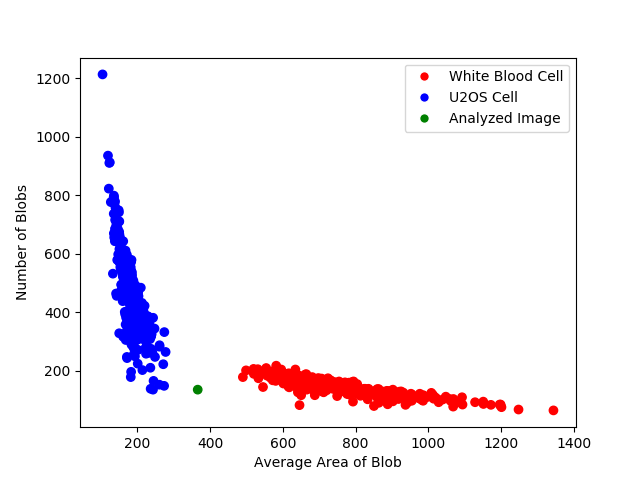 1200
1000
800
600
400
200
Number of Blobs
200 400 600 800 1000 1200 1400
Average Area of Blob
White Blood Cell
U2OS Cell
Analyzed Image